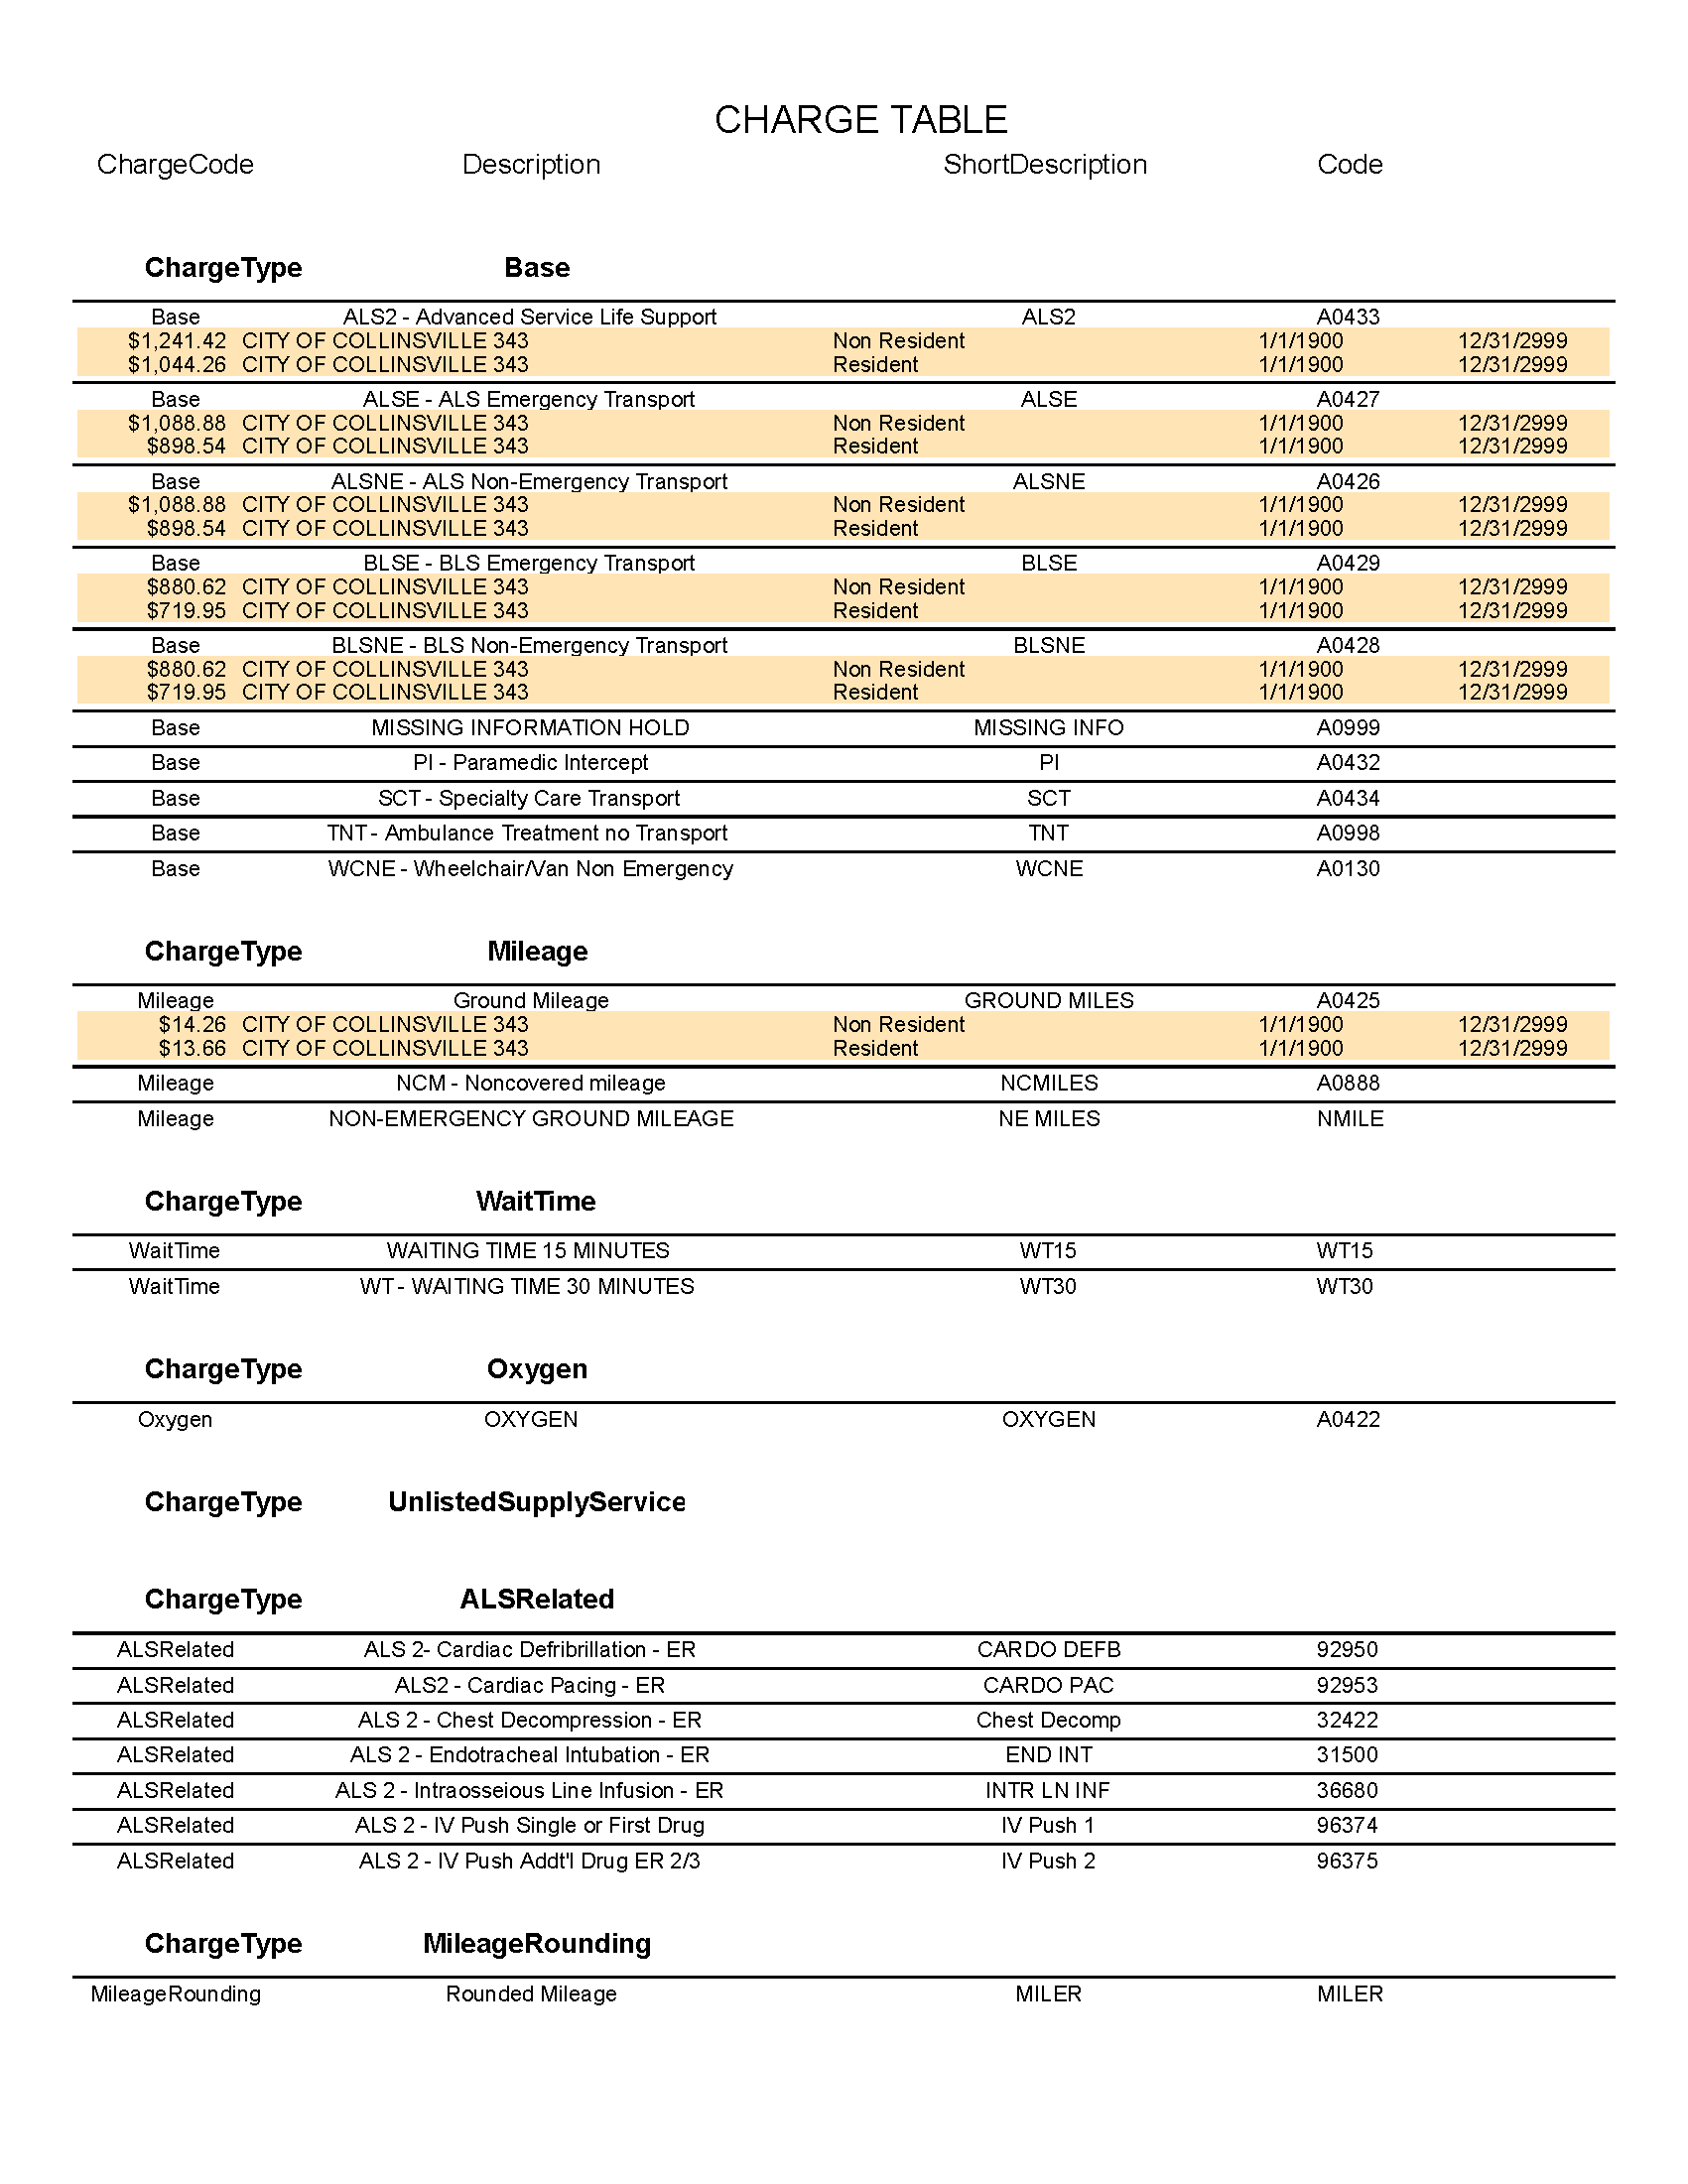 CHARGE TABLE
ChargeCode Description ShortDescription Code
ChargeType Base
Base ALS2 - Advanced Service Life Support ALS2 A0433
$1,241.42 CITY OF COLLINSVILLE 343 Non Resident 1/1/1900 12/31/2999
$1,044.26 CITY OF COLLINSVILLE 343 Resident 1/1/1900 12/31/2999
Base ALSE - ALS Emergency Transport ALSE A0427
$1,088.88 CITY OF COLLINSVILLE 343 Non Resident 1/1/1900 12/31/2999
$898.54 CITY OF COLLINSVILLE 343 Resident 1/1/1900 12/31/2999
Base ALSNE - ALS Non-Emergency Transport ALSNE A0426
$1,088.88 CITY OF COLLINSVILLE 343 Non Resident 1/1/1900 12/31/2999
$898.54 CITY OF COLLINSVILLE 343 Resident 1/1/1900 12/31/2999
Base BLSE - BLS Emergency Transport BLSE A0429
$880.62 CITY OF COLLINSVILLE 343 Non Resident 1/1/1900 12/31/2999
$719.95 CITY OF COLLINSVILLE 343 Resident 1/1/1900 12/31/2999
Base BLSNE - BLS Non-Emergency Transport BLSNE A0428
$880.62 CITY OF COLLINSVILLE 343 Non Resident 1/1/1900 12/31/2999
$719.95 CITY OF COLLINSVILLE 343 Resident 1/1/1900 12/31/2999
Base MISSING INFORMATION HOLD MISSING INFO A0999
Base PI - Paramedic Intercept PI A0432
Base SCT - Specialty Care Transport SCT A0434
Base TNT - Ambulance Treatment no Transport TNT A0998
Base WCNE - Wheelchair/Van Non Emergency WCNE A0130
ChargeType Mileage
Mileage Ground Mileage GROUND MILES A0425
$14.26 CITY OF COLLINSVILLE 343 Non Resident 1/1/1900 12/31/2999
$13.66 CITY OF COLLINSVILLE 343 Resident 1/1/1900 12/31/2999
Mileage NCM - Noncovered mileage NCMILES A0888
Mileage NON-EMERGENCY GROUND MILEAGE NE MILES NMILE
ChargeType WaitTime
WaitTime WAITING TIME 15 MINUTES WT15 WT15
WaitTime WT - WAITING TIME 30 MINUTES WT30 WT30
ChargeType Oxygen
Oxygen OXYGEN OXYGEN A0422
ChargeType UnlistedSupplyService
ChargeType ALSRelated
ALSRelated ALS 2- Cardiac Defribrillation - ER CARDO DEFB 92950
ALSRelated ALS2 - Cardiac Pacing - ER CARDO PAC 92953
ALSRelated ALS 2 - Chest Decompression - ER Chest Decomp 32422
ALSRelated ALS 2 - Endotracheal Intubation - ER END INT 31500
ALSRelated ALS 2 - Intraosseious Line Infusion - ER INTR LN INF 36680
ALSRelated ALS 2 - IV Push Single or First Drug IV Push 1 96374
ALSRelated ALS 2 - IV Push Addt'l Drug ER 2/3 IV Push 2 96375
ChargeType MileageRounding
MileageRounding Rounded Mileage MILER MILER